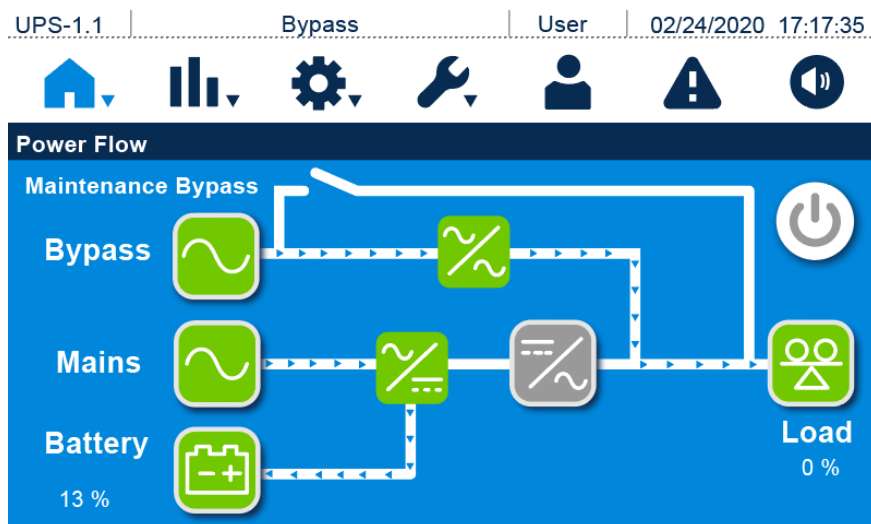 UPS-1.1 Bypass User 02/24/2020 17:17:35
Power Flow
Maintenance Bypass
Bypass
Mains
Battery
13 %
Load
0 %